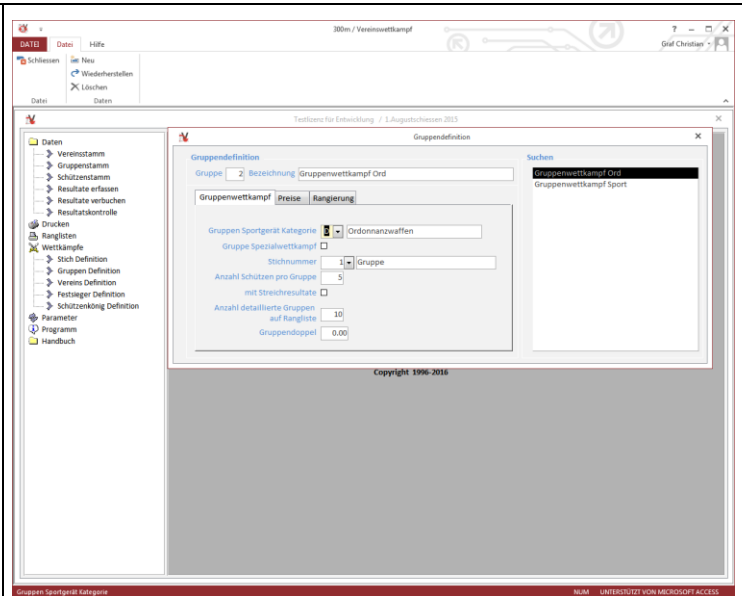 300m / Vereinswettkampf
? – □ X
DATEI Datei Hilfe
Graf Christian
Schliessen
Neu
Wiederherstellen
Löschen
Datei Daten
Testlizenz für Entwicklung / 1.Augustschiessen 2015
Daten
Vereinsstamm
Gruppenstamm
Schützenstamm
Resultate erfassen
Resultate verbuchen
Resultatskontrolle
Drucken
Ranglisten
Wettkämpfe
Stich Definition
Gruppen Definition
Vereins Definition
Festsieger Definition
Schützenkönig Definition
Parameter
Programm
Handbuch
Gruppendefinition
Gruppendefinition
Gruppe 2 Bezeichnung Gruppenwettkampf Ord
Gruppenwettkampf Preise Rangierung
Gruppen Sportgerät Kategorie O Ordonnanzwaffen
Gruppe Spezialwettkampf
Stichnummer 1 Gruppe
Anzahl Schützen pro Gruppe 5
mit Streichresultate
Anzahl detaillierte Gruppen
auf Rangliste 10
Gruppendoppel 0.00
Suchen
Gruppenwettkampf Ord
Gruppenwettkampf Sport
Copyright 1996-2016
Gruppen Sportgerät Kategorie
NUM UNTERSTÜTZT VON MICROSOFT ACCESS